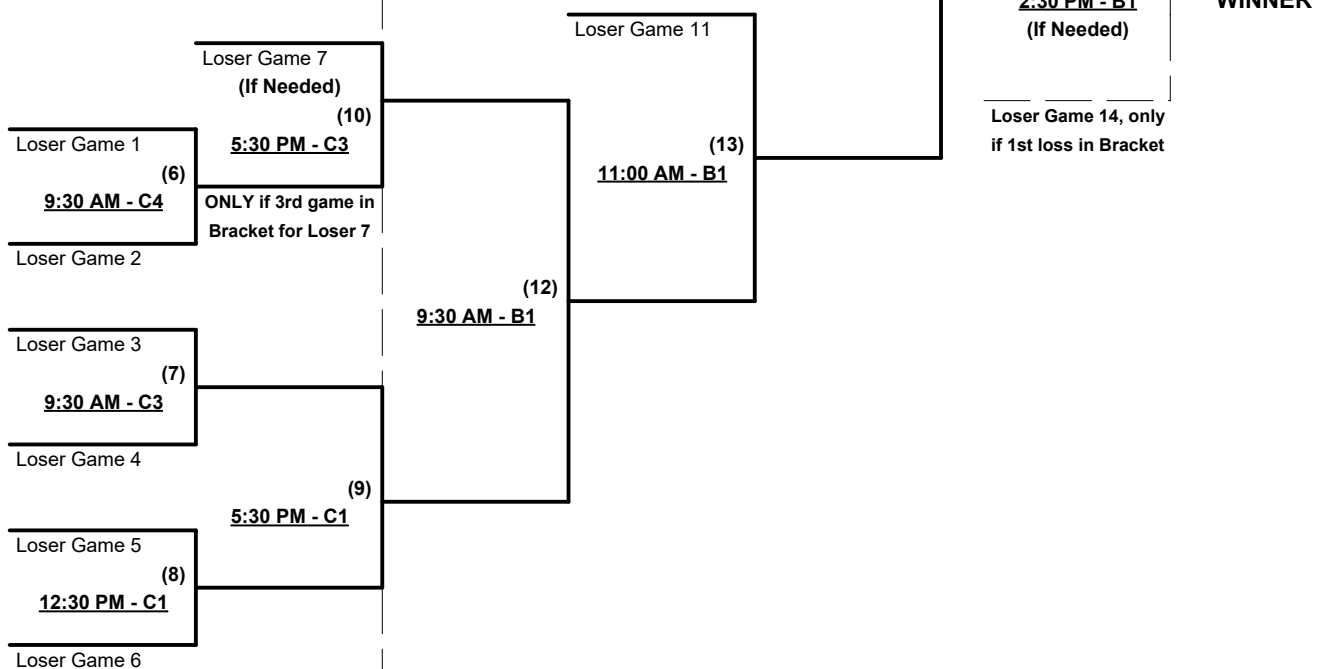 2:30 PM - B1
WINNER
(If Needed)
Loser Game 14, only
if 1st loss in Bracket
Loser Game 11
(13)
11:00 AM - B1
Loser Game 7
(If Needed)
(10)
5:30 PM - C3
ONLY if 3rd game in
Bracket for Loser 7
Loser Game 1
(6)
9:30 AM - C4
Loser Game 2
(12)
9:30 AM - B1
Loser Game 3
(7)
9:30 AM - C3
Loser Game 4
(9)
5:30 PM - C1
Loser Game 5
(8)
12:30 PM - C1
Loser Game 6